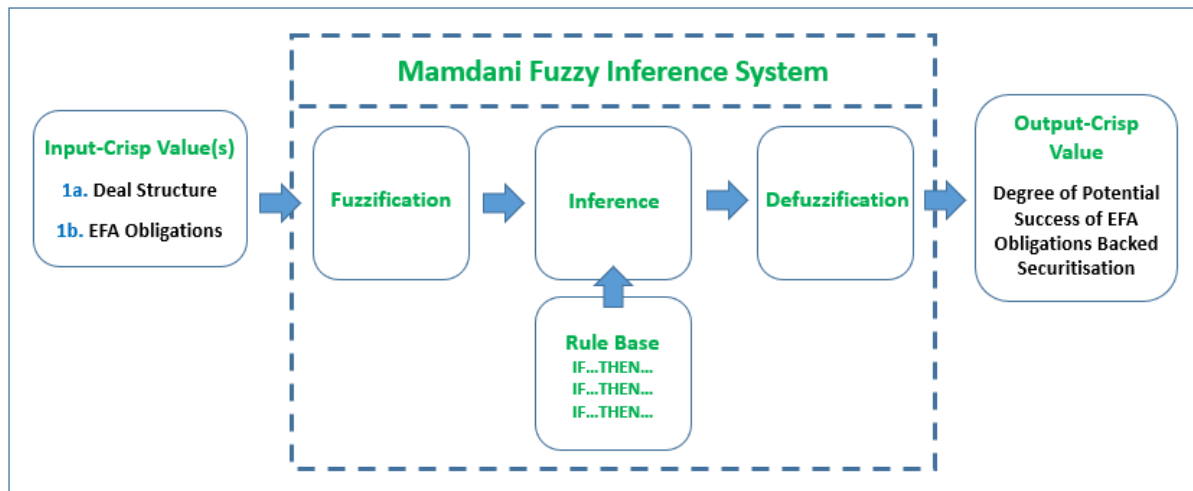 Mamdani Fuzzy Inference System
Input-Crisp Value(s)
1a. Deal Structure
1b. EFA Obligations
Fuzzification
Inference
Defuzzification
Rule Base
IF...THEN...
IF...THEN...
IF...THEN...
Output-Crisp
Value
Degree of Potential
Success of EFA
Obligations Backed
Securitisation